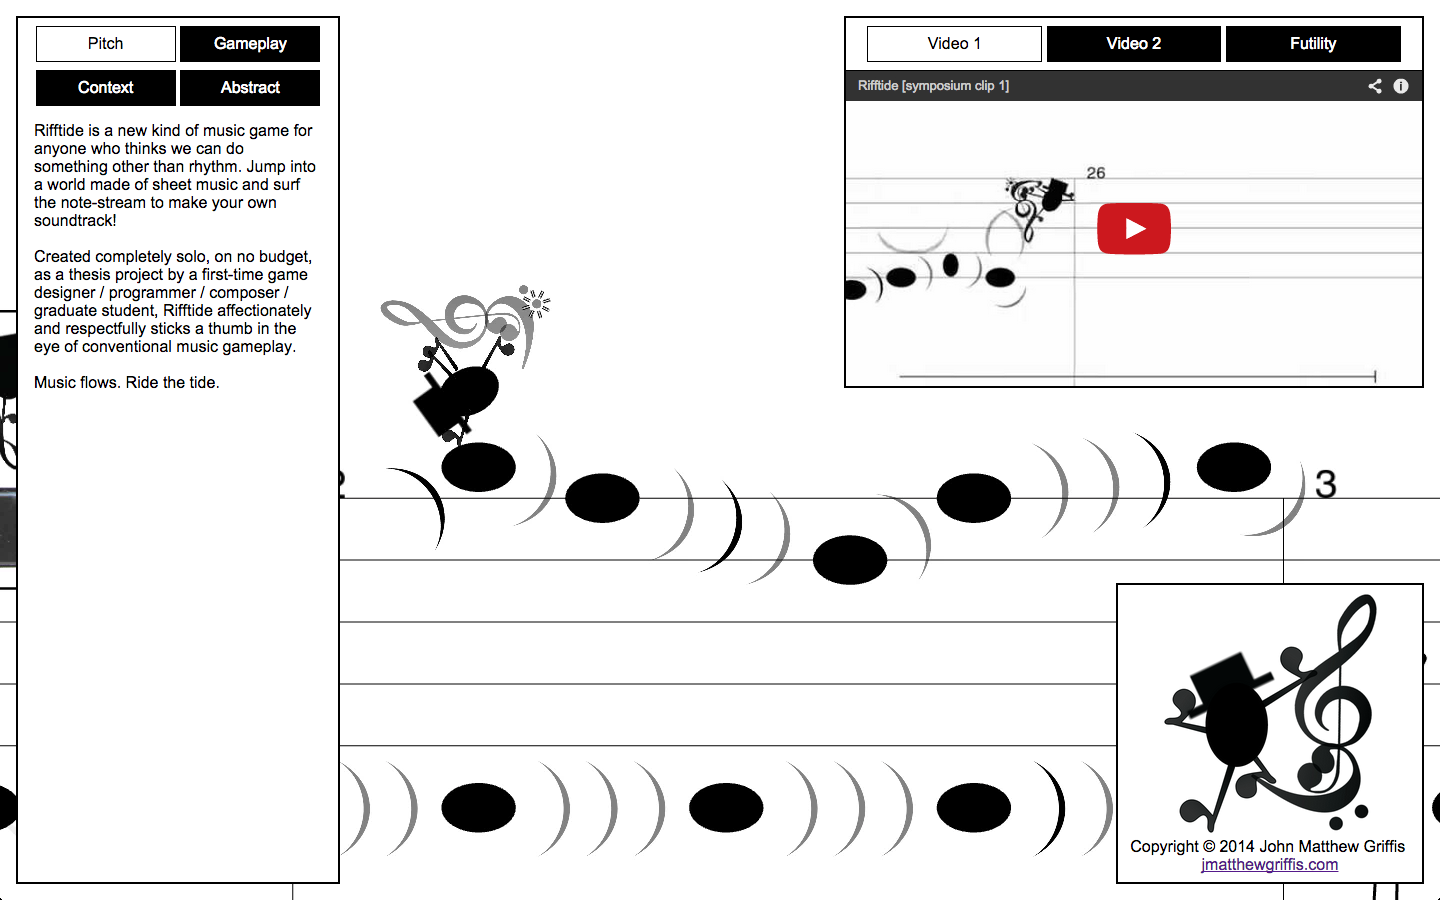 Pitch
Gameplay
Context
Abstract
Rifftide is a new kind of music game for
anyone who thinks we can do
something other than rhythm. Jump into
a world made of sheet music and surf
the note-stream to make your own
soundtrack!
Created completely solo, on no budget,
as a thesis project by a first-time game
designer / programmer / composer /
graduate student, Rifftide affectionately
and respectfully sticks a thumb in the
eye of conventional music gameplay.
Music flows. Ride the tide.
Video 1
Video 2
Futility
Rifftide [symposium clip 1]
26
2
3
Copyright © 2014 John Matthew Griffis
jmatthewgriffis.com